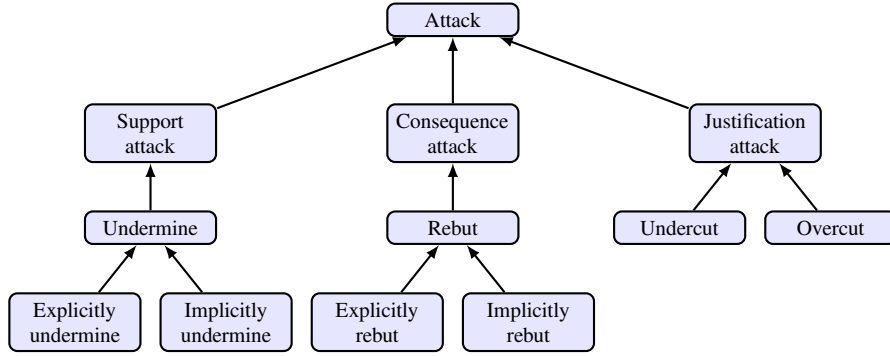 Attack
Support
attack
Consequence
attack
Justification
attack
Undermine
Rebut
Undercut
Overcut
Explicitly
undermine
Implicitly
undermine
Explicitly
rebut
Implicitly
rebut